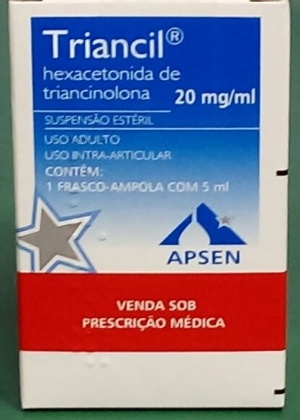 Triancil®
hexacetonida de
triancinolona 20 mg/ml
SUSPENSÃO ESTÉRIL
USO ADULTO
USO INTRA-ARTICULAR
CONTÉM:
1 FRASCO-AMPOLA COM 5 ml
APSEN
VENDA SOB
PRESCRIÇÃO MÉDICA